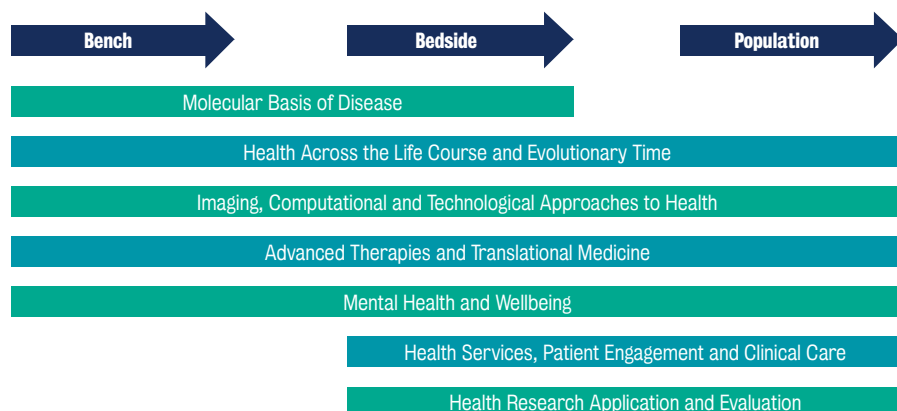 Bench
Bedside
Population
Molecular Basis of Disease
Health Across the Life Course and Evolutionary Time
Imaging, Computational and Technological Approaches to Health
Advanced Therapies and Translational Medicine
Mental Health and Wellbeing
Health Services, Patient Engagement and Clinical Care
Health Research Application and Evaluation